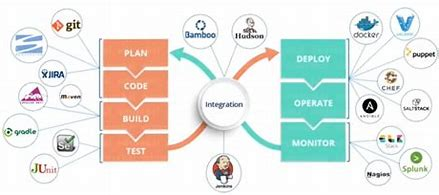 git
JIRA
maven
gradle
JUnit
PLAN
CODE
BUILD
TEST
Bamboo
Hudson
Integration
Jenkins
DEPLOY
OPERATE
MONITOR
docker
puppet
CHEF
ANSIBLE
SALTSTACK
Nagios
splunk>